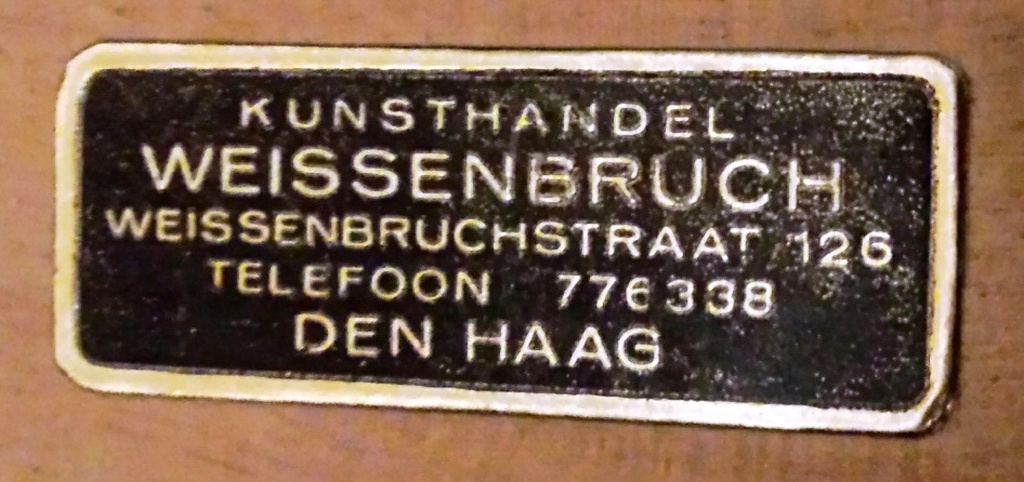 KUNSTHANDEL
WEISSENBRUCH
WEISSENBRUCHSTRAAT 126
TELEFOON 776338
DEN HAAG